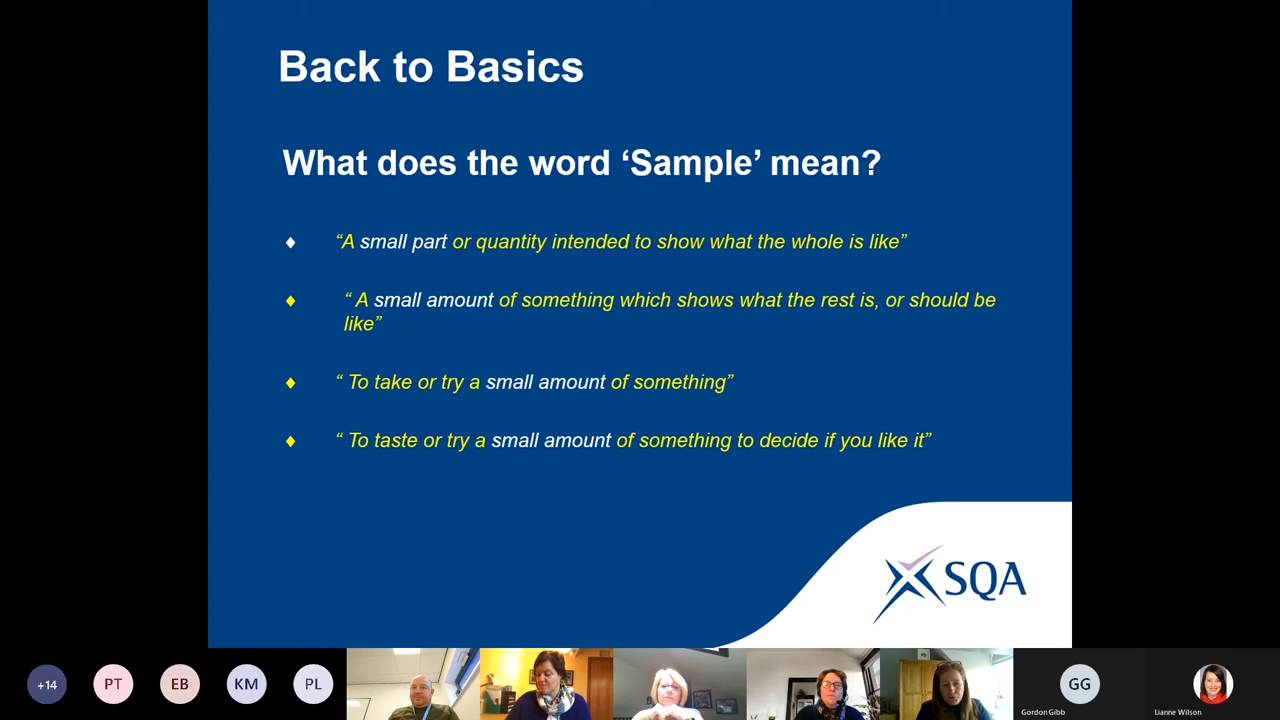 Back to Basics
What does the word ‘Sample’ mean?
♦ “A small part or quantity intended to show what the whole is like”
♦ “ A small amount of something which shows what the rest is, or should be
like”
♦ “ To take or try a small amount of something”
♦ “ To taste or try a small amount of something to decide if you like it”
SQA
+14 PT EB KM PL GG
Gordon Gibb Lianne Wilson